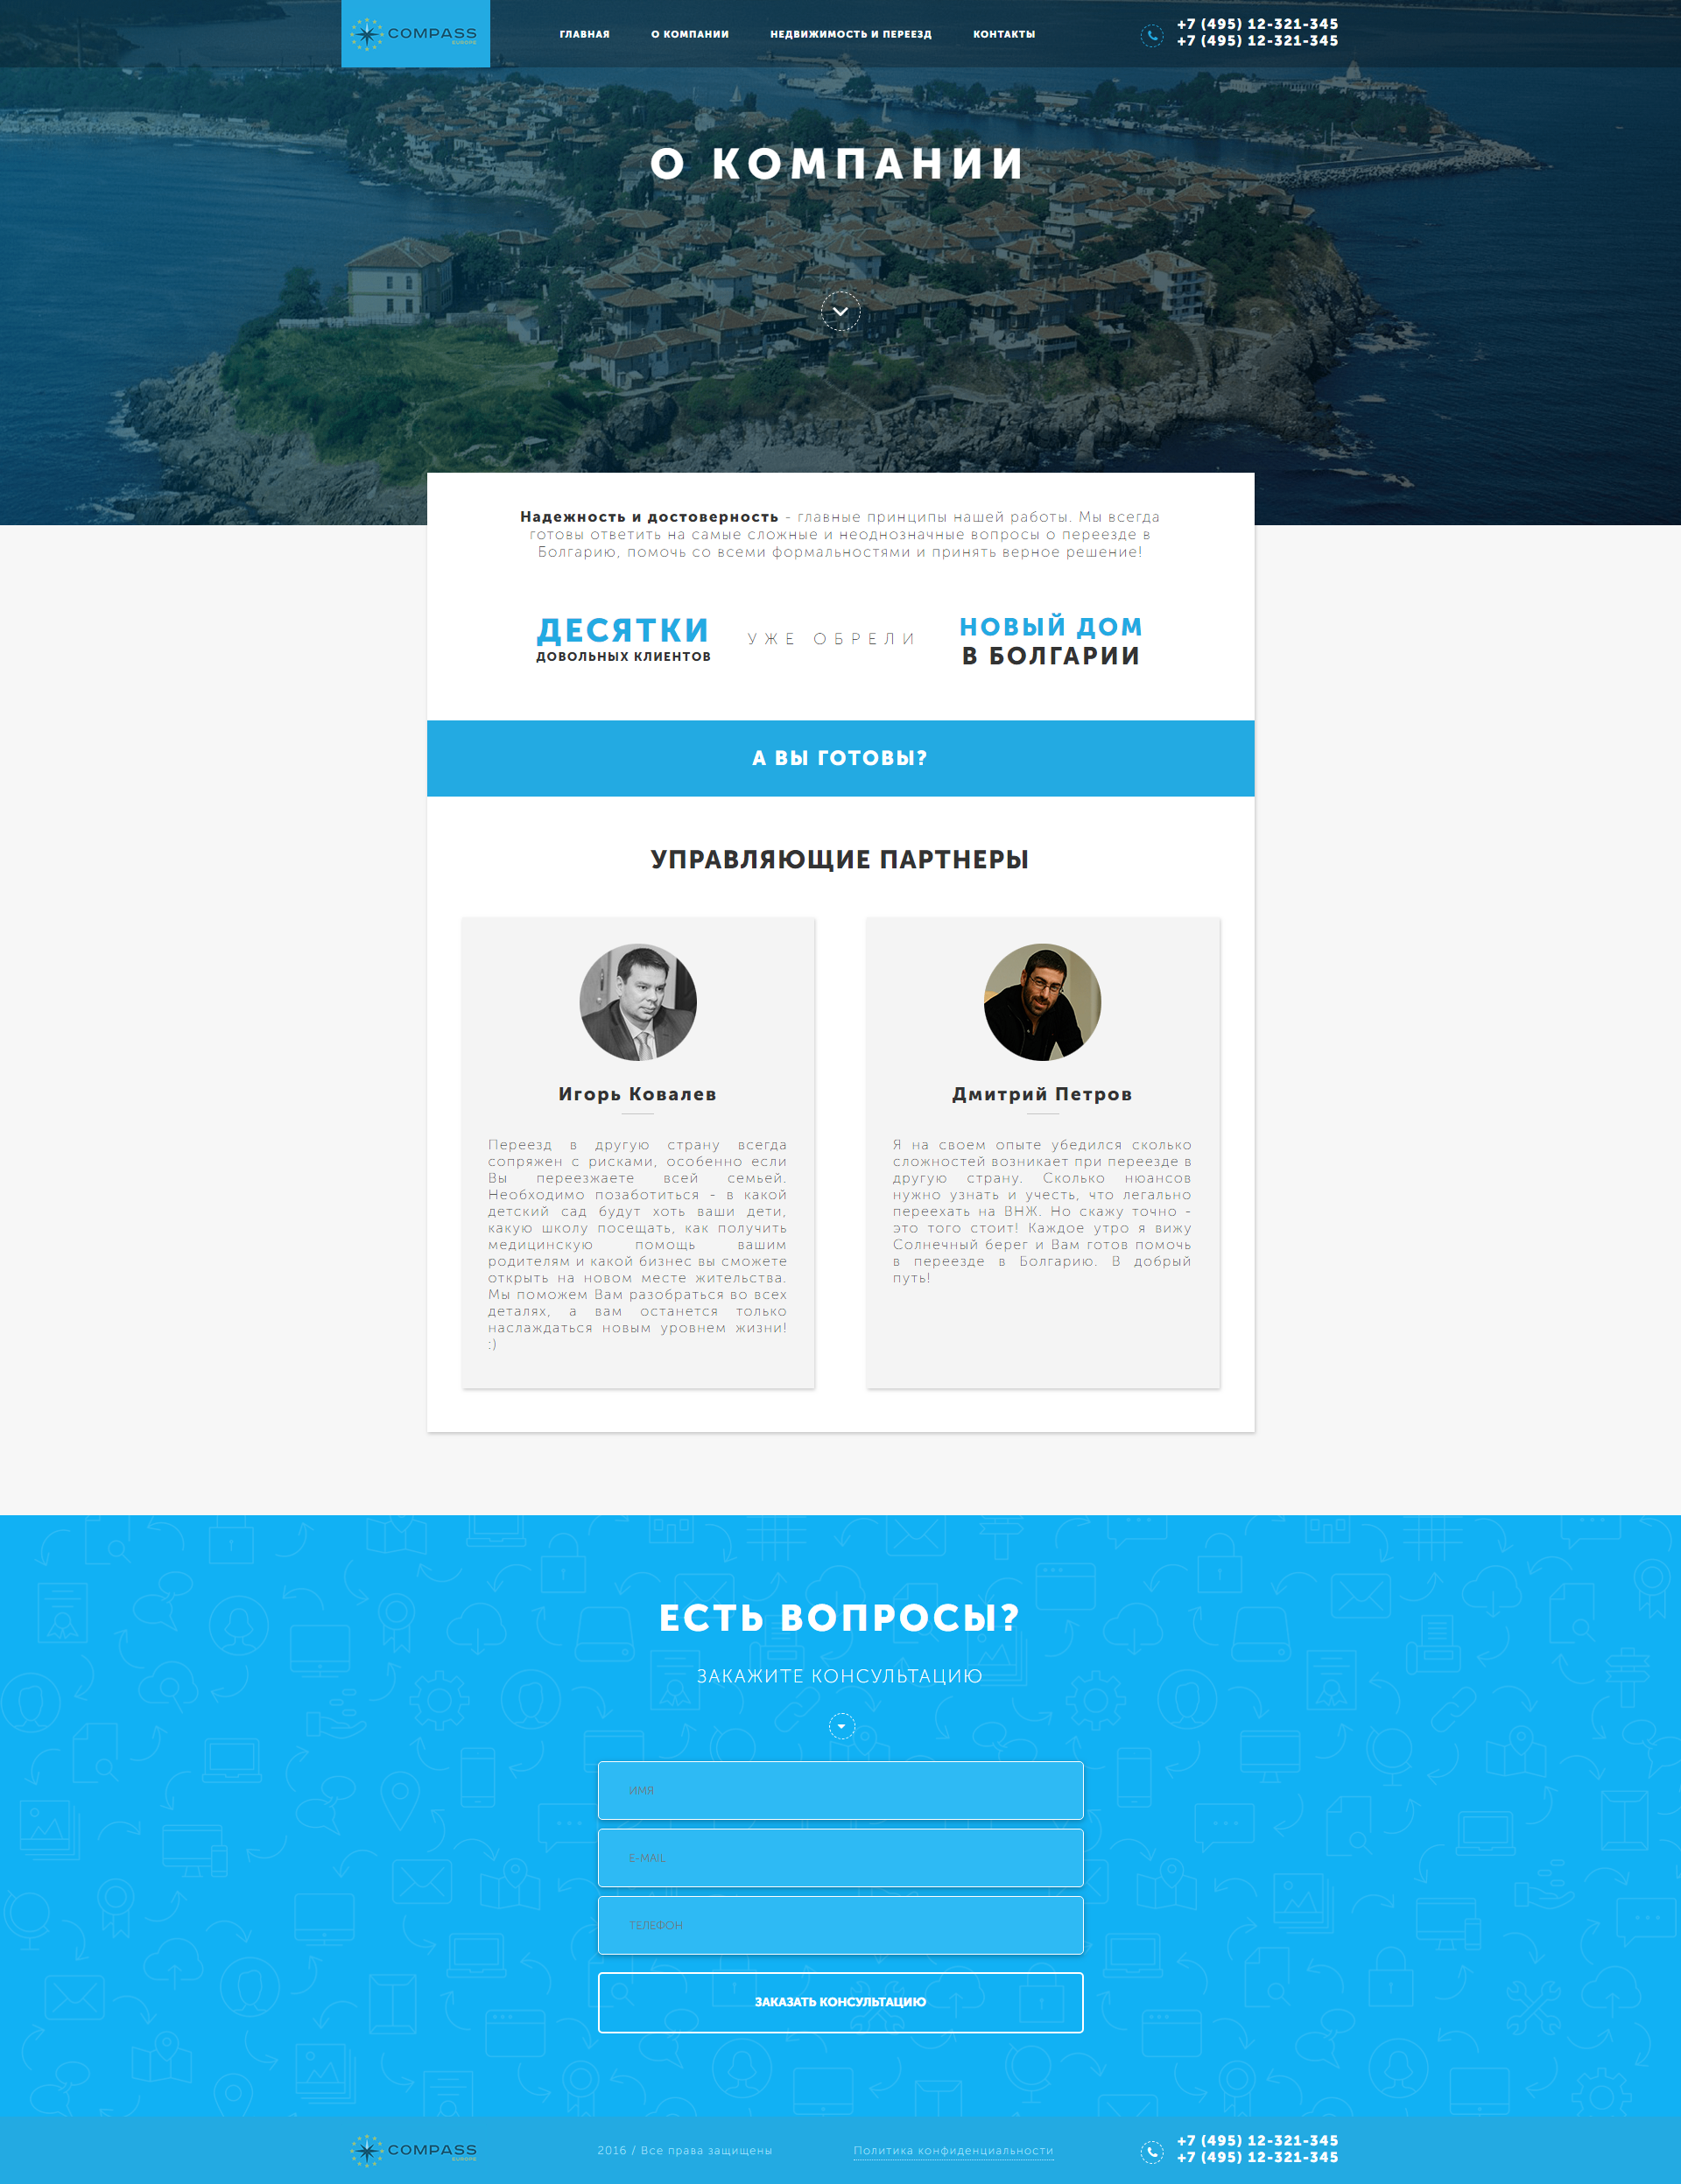 COMPASS
EUROPE
ГЛАВНАЯ
О КОМПАНИИ
НЕДВИЖИМОСТЬ И ПЕРЕЕЗД
КОНТАКТЫ
+7 (495) 12-321-345
+7 (495) 12-321-345
О КОМПАНИИ
Надежность и достоверность - главные принципы нашей работы. Мы всегда
готовы ответить на самые сложные и неоднозначные вопросы о переезде в
Болгарию, помочь со всеми формальностями и принять верное решение!
ДЕСЯТКИ
ДОВОЛЬНЫХ КЛИЕНТОВ
УЖЕ ОБРЕЛИ
НОВЫЙ ДОМ
В БОЛГАРИИ
А ВЫ ГОТОВЫ?
УПРАВЛЯЮЩИЕ ПАРТНЕРЫ
Игорь Ковалев
Переезд в другую страну всегда
сопряжен с рисками, особенно если
Вы переезжаете всей семьей.
Необходимо позаботиться - в какой
детский сад будут хоть ваши дети,
какую школу посещать, как получить
медицинскую помощь вашим
родителям и какой бизнес вы сможете
открыть на новом месте жительства.
Мы поможем Вам разобраться во всех
деталях, а вам останется только
наслаждаться новым уровнем жизни!
:)
Дмитрий Петров
Я на своем опыте убедился сколько
сложностей возникает при переезде в
другую страну. Сколько нюансов
нужно узнать и учесть, что легально
переехать на ВНЖ. Но скажу точно -
это того стоит! Каждое утро я вижу
Солнечный берег и Вам готов помочь
в переезде в Болгарию. В добрый
путь!
ЕСТЬ ВОПРОСЫ?
ЗАКАЖИТЕ КОНСУЛЬТАЦИЮ
ИМЯ
E-MAIL
ТЕЛЕФОН
ЗАКАЗАТЬ КОНСУЛЬТАЦИЮ
COMPASS
EUROPE
2016 / Все права защищены
Политика конфиденциальности
+7 (495) 12-321-345
+7 (495) 12-321-345